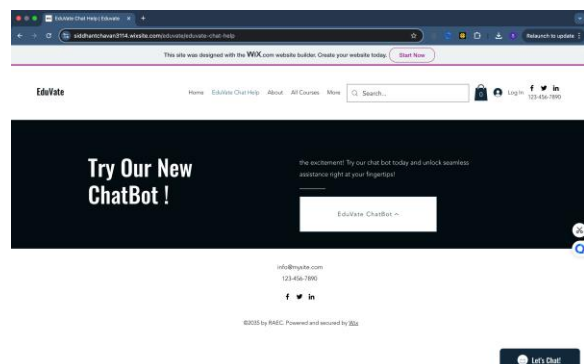 EduVate Chat Help | Eduvate
siddhantchavan3114.wixsite.com/eduvate/eduvate-chat-help
Relaunch to update
This site was designed with the WiX.com website builder. Create your website today. Start Now
EduVate
Home EduVate Chat Help About All Courses More Search... 0 Log In
123-456-7890
Try Our New
ChatBot !
the excitement! Try our chat bot today and unlock seamless
assistance right at your fingertips!
EduVate ChatBot
info@mysite.com
123-456-7890
©2035 by RAEC. Powered and secured by Wix
Let's Chat!